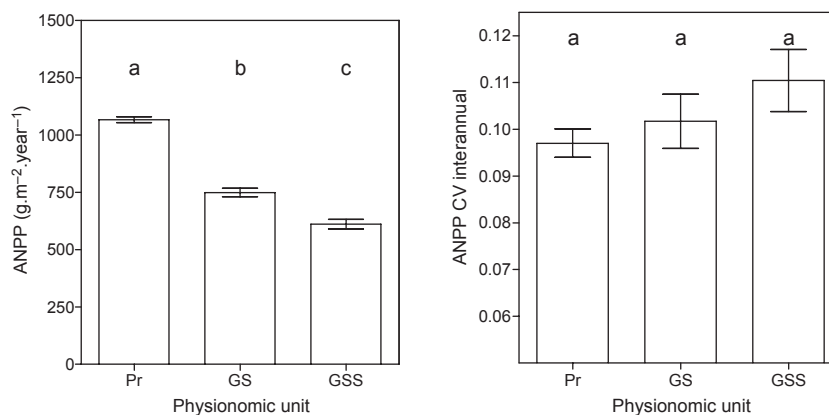 1500
1250
1000
750
500
250
0
ANPP (g.m⁻².year⁻¹)
a
b
c
Pr
GS
GSS
Physionomic unit
0.12
0.11
0.10
0.09
0.08
0.07
0.06
ANPP CV interannual
a
a
a
Pr
GS
GSS
Physionomic unit